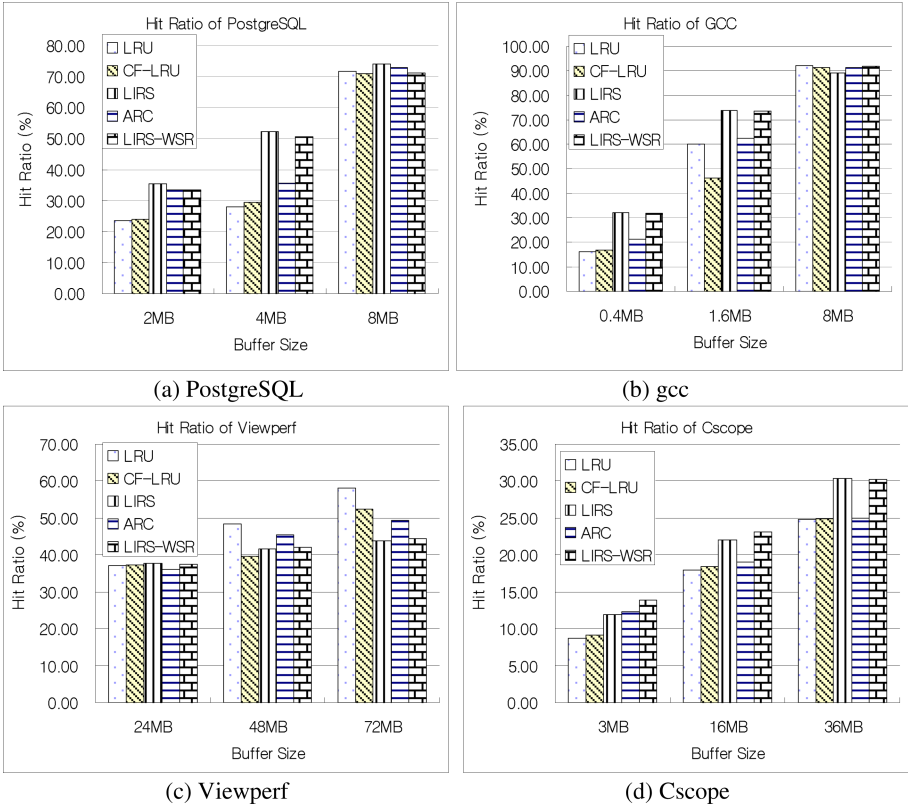 Hit Ratio of PostgreSQL
80.00
70.00
60.00
50.00
40.00
30.00
20.00
10.00
0.00
Hit Ratio (%)
LRU
CF-LRU
LIRS
ARC
LIRS-WSR
2MB
4MB
8MB
Buffer Size
(a) PostgreSQL
Hit Ratio of GCC
100.00
90.00
80.00
70.00
60.00
50.00
40.00
30.00
20.00
10.00
0.00
Hit Ratio (%)
LRU
CF-LRU
LIRS
ARC
LIRS-WSR
0.4MB
1.6MB
8MB
Buffer Size
(b) gcc
Hit Ratio of Viewperf
70.00
60.00
50.00
40.00
30.00
20.00
10.00
0.00
Hit Ratio (%)
LRU
CF-LRU
LIRS
ARC
LIRS-WSR
24MB
48MB
72MB
Buffer Size
(c) Viewperf
Hit Ratio of Cscope
35.00
30.00
25.00
20.00
15.00
10.00
5.00
0.00
Hit Ratio (%)
LRU
CF-LRU
LIRS
ARC
LIRS-WSR
3MB
16MB
36MB
Buffer Size
(d) Cscope